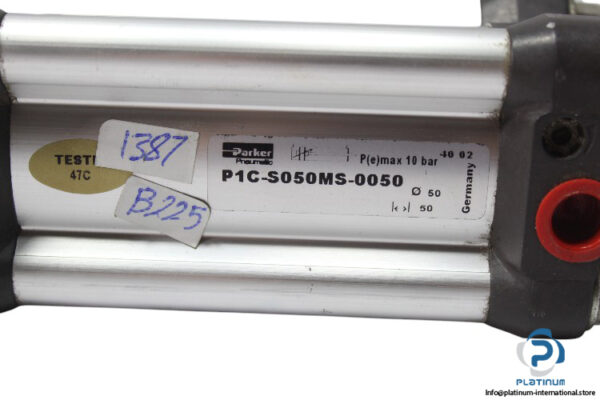 TESTE
47C
1387
B225
Parker
Pneumatic
P(e)max 10 bar
40 02
P1C-S050MS-0050
Ø 50
50
Germany
PLATINUM
info@platinum-international.store